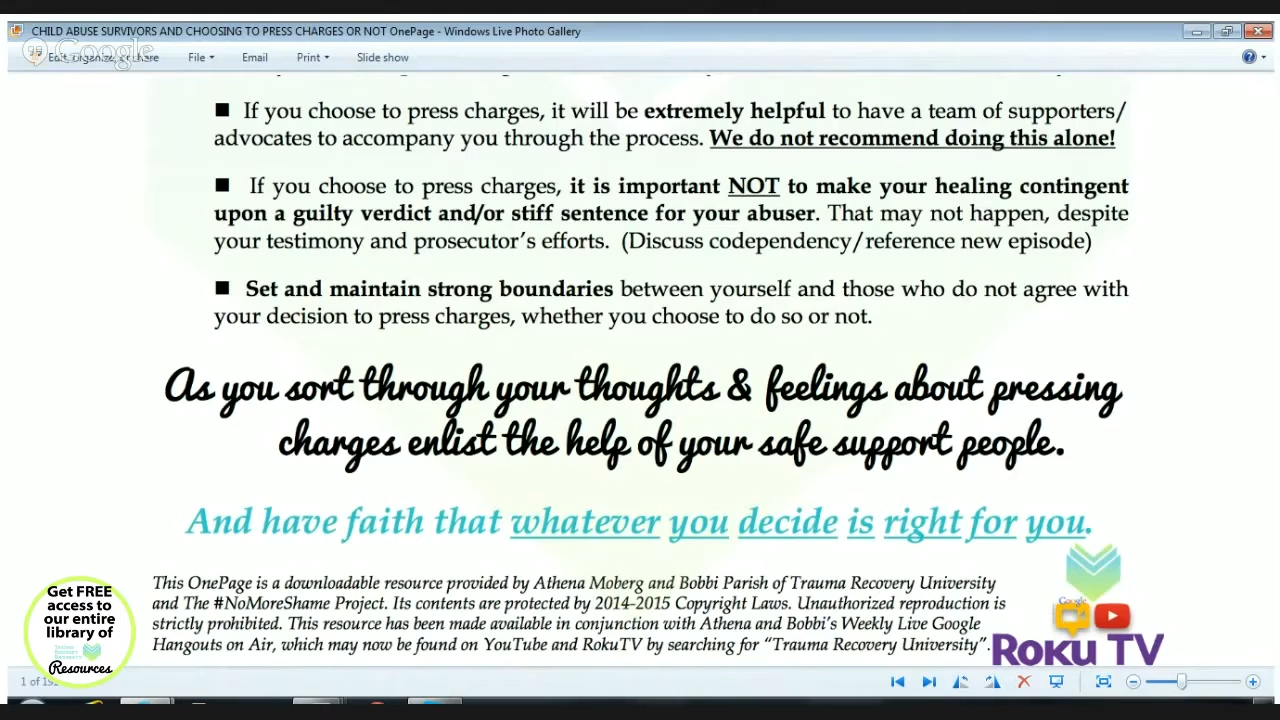 CHILD ABUSE SURVIVORS AND CHOOSING TO PRESS CHARGES OR NOT OnePage - Windows Live Photo Gallery
Google
Edit, organize, or share File Email Print Slide show
■ If you choose to press charges, it will be extremely helpful to have a team of supporters/
advocates to accompany you through the process. We do not recommend doing this alone!
■ If you choose to press charges, it is important NOT to make your healing contingent
upon a guilty verdict and/or stiff sentence for your abuser. That may not happen, despite
your testimony and prosecutor's efforts. (Discuss codependency/reference new episode)
■ Set and maintain strong boundaries between yourself and those who do not agree with
your decision to press charges, whether you choose to do so or not.
As you sort through your thoughts & feelings about pressing
charges enlist the help of your safe support people.
And have faith that whatever you decide is right for you.
This OnePage is a downloadable resource provided by Athena Moberg and Bobbi Parish of Trauma Recovery University
and The #NoMoreShame Project. Its contents are protected by 2014-2015 Copyright Laws. Unauthorized reproduction is
strictly prohibited. This resource has been made available in conjunction with Athena and Bobbi's Weekly Live Google
Hangouts on Air, which may now be found on YouTube and RokuTV by searching for "Trauma Recovery University".
Get FREE
access to
our entire
library of
Resources
Google
Roku TV
1 of